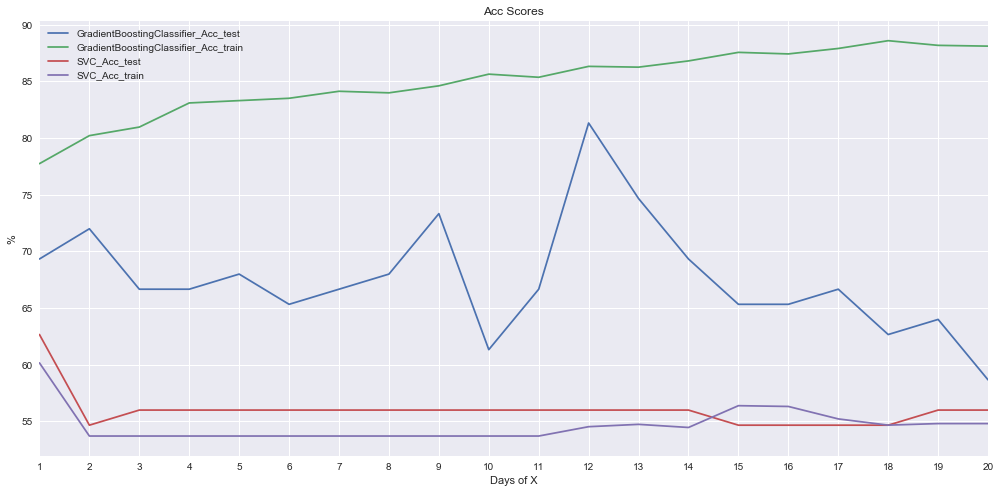 Acc Scores
GradientBoostingClassifier_Acc_test
GradientBoostingClassifier_Acc_train
SVC_Acc_test
SVC_Acc_train
%
90
85
80
75
70
65
60
55
1 2 3 4 5 6 7 8 9 10 11 12 13 14 15 16 17 18 19 20
Days of X